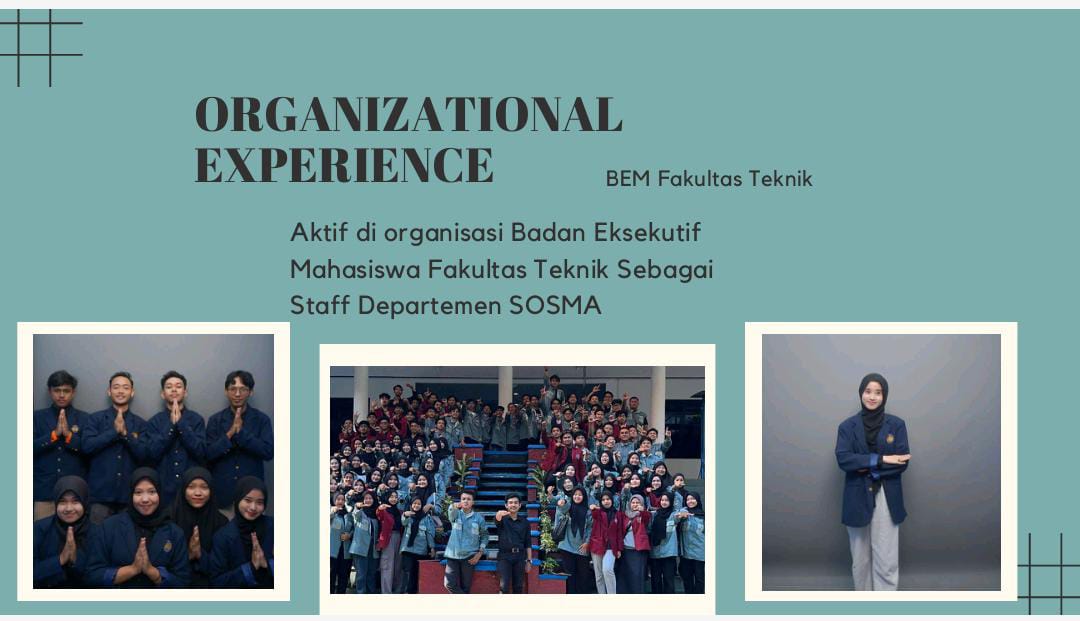 ORGANIZATIONAL
EXPERIENCE
BEM Fakultas Teknik
Aktif di organisasi Badan Eksekutif
Mahasiswa Fakultas Teknik Sebagai
Staff Departemen SOSMA